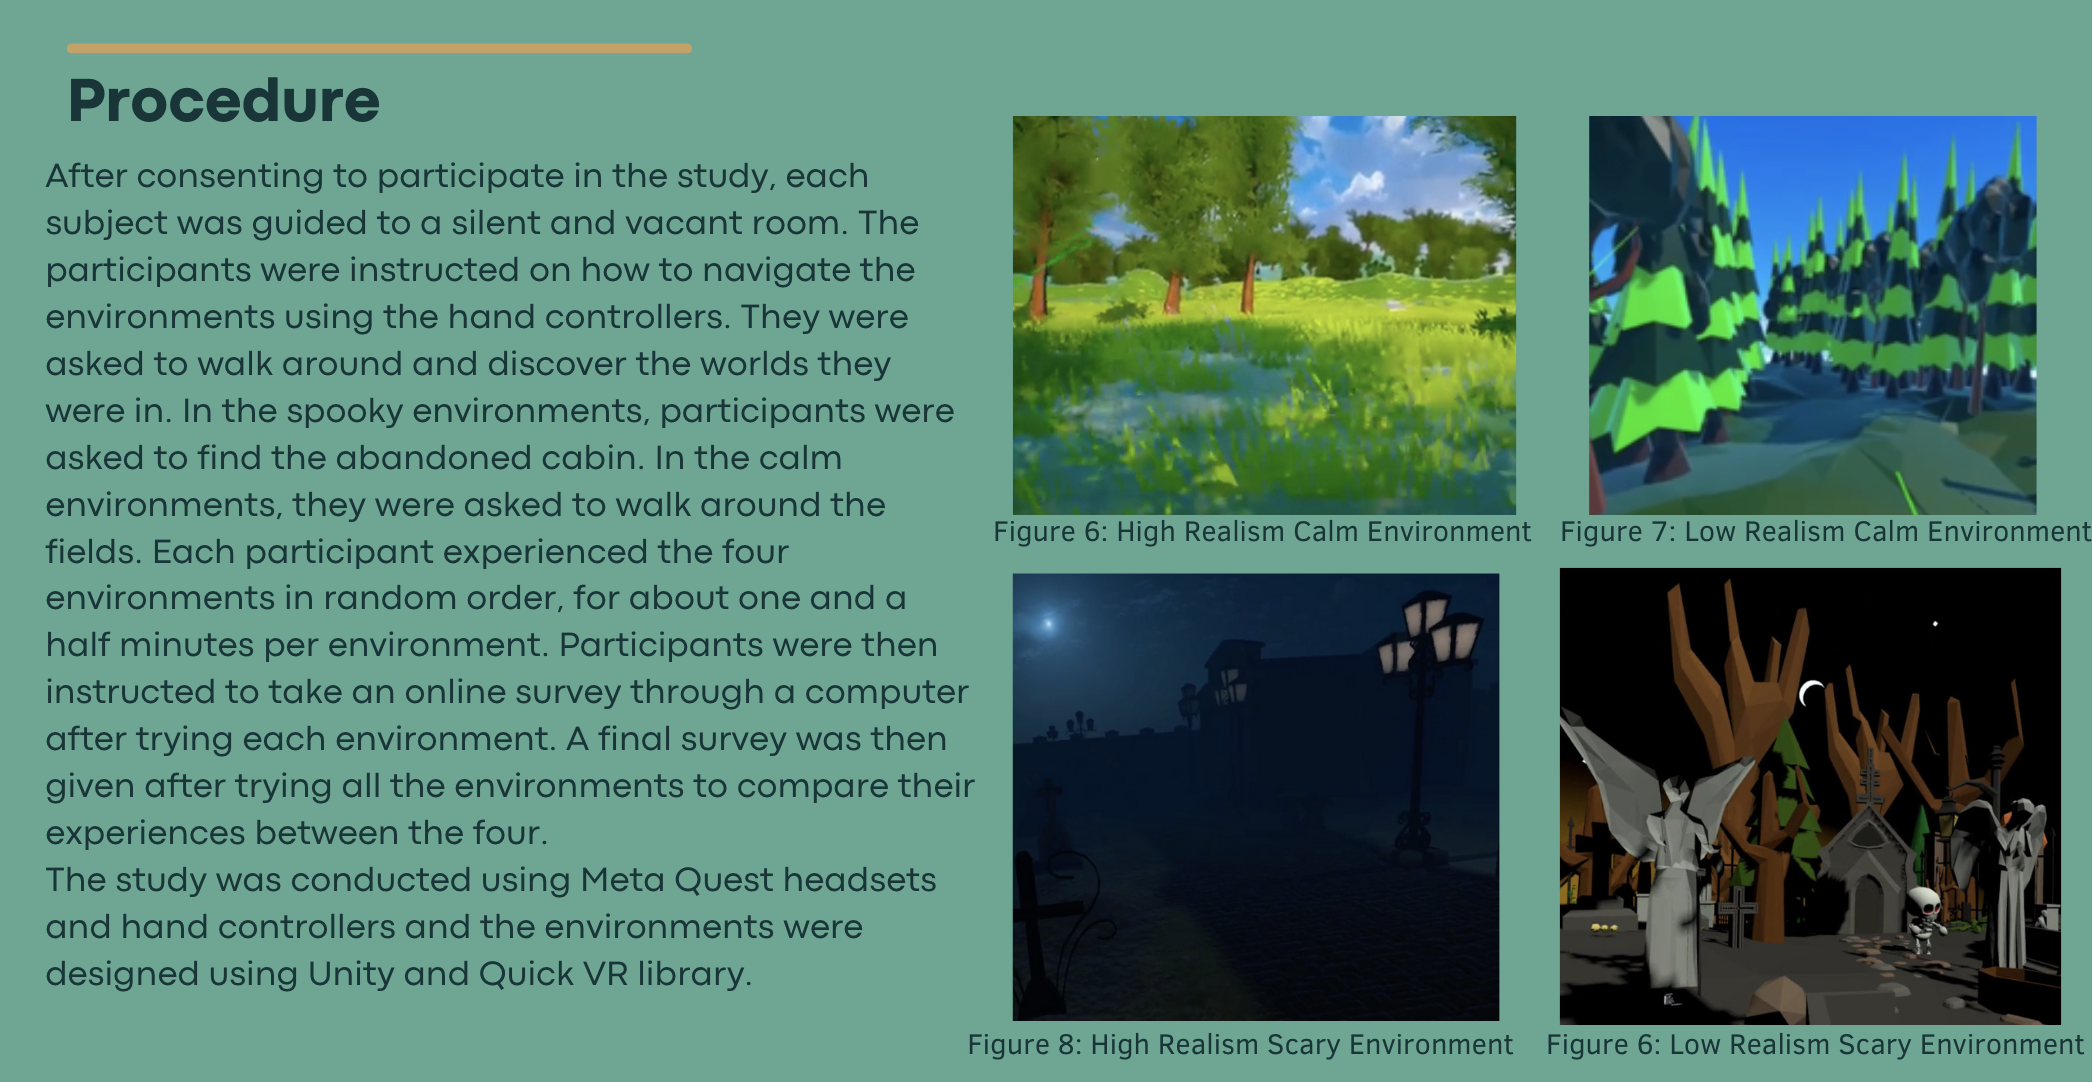 Procedure
After consenting to participate in the study, each
subject was guided to a silent and vacant room. The
participants were instructed on how to navigate the
environments using the hand controllers. They were
asked to walk around and discover the worlds they
were in. In the spooky environments, participants were
asked to find the abandoned cabin. In the calm
environments, they were asked to walk around the
fields. Each participant experienced the four
environments in random order, for about one and a
half minutes per environment. Participants were then
instructed to take an online survey through a computer
after trying each environment. A final survey was then
given after trying all the environments to compare their
experiences between the four.
The study was conducted using Meta Quest headsets
and hand controllers and the environments were
designed using Unity and Quick VR library.
Figure 6: High Realism Calm Environment
Figure 7: Low Realism Calm Environment
Figure 8: High Realism Scary Environment
Figure 6: Low Realism Scary Environment